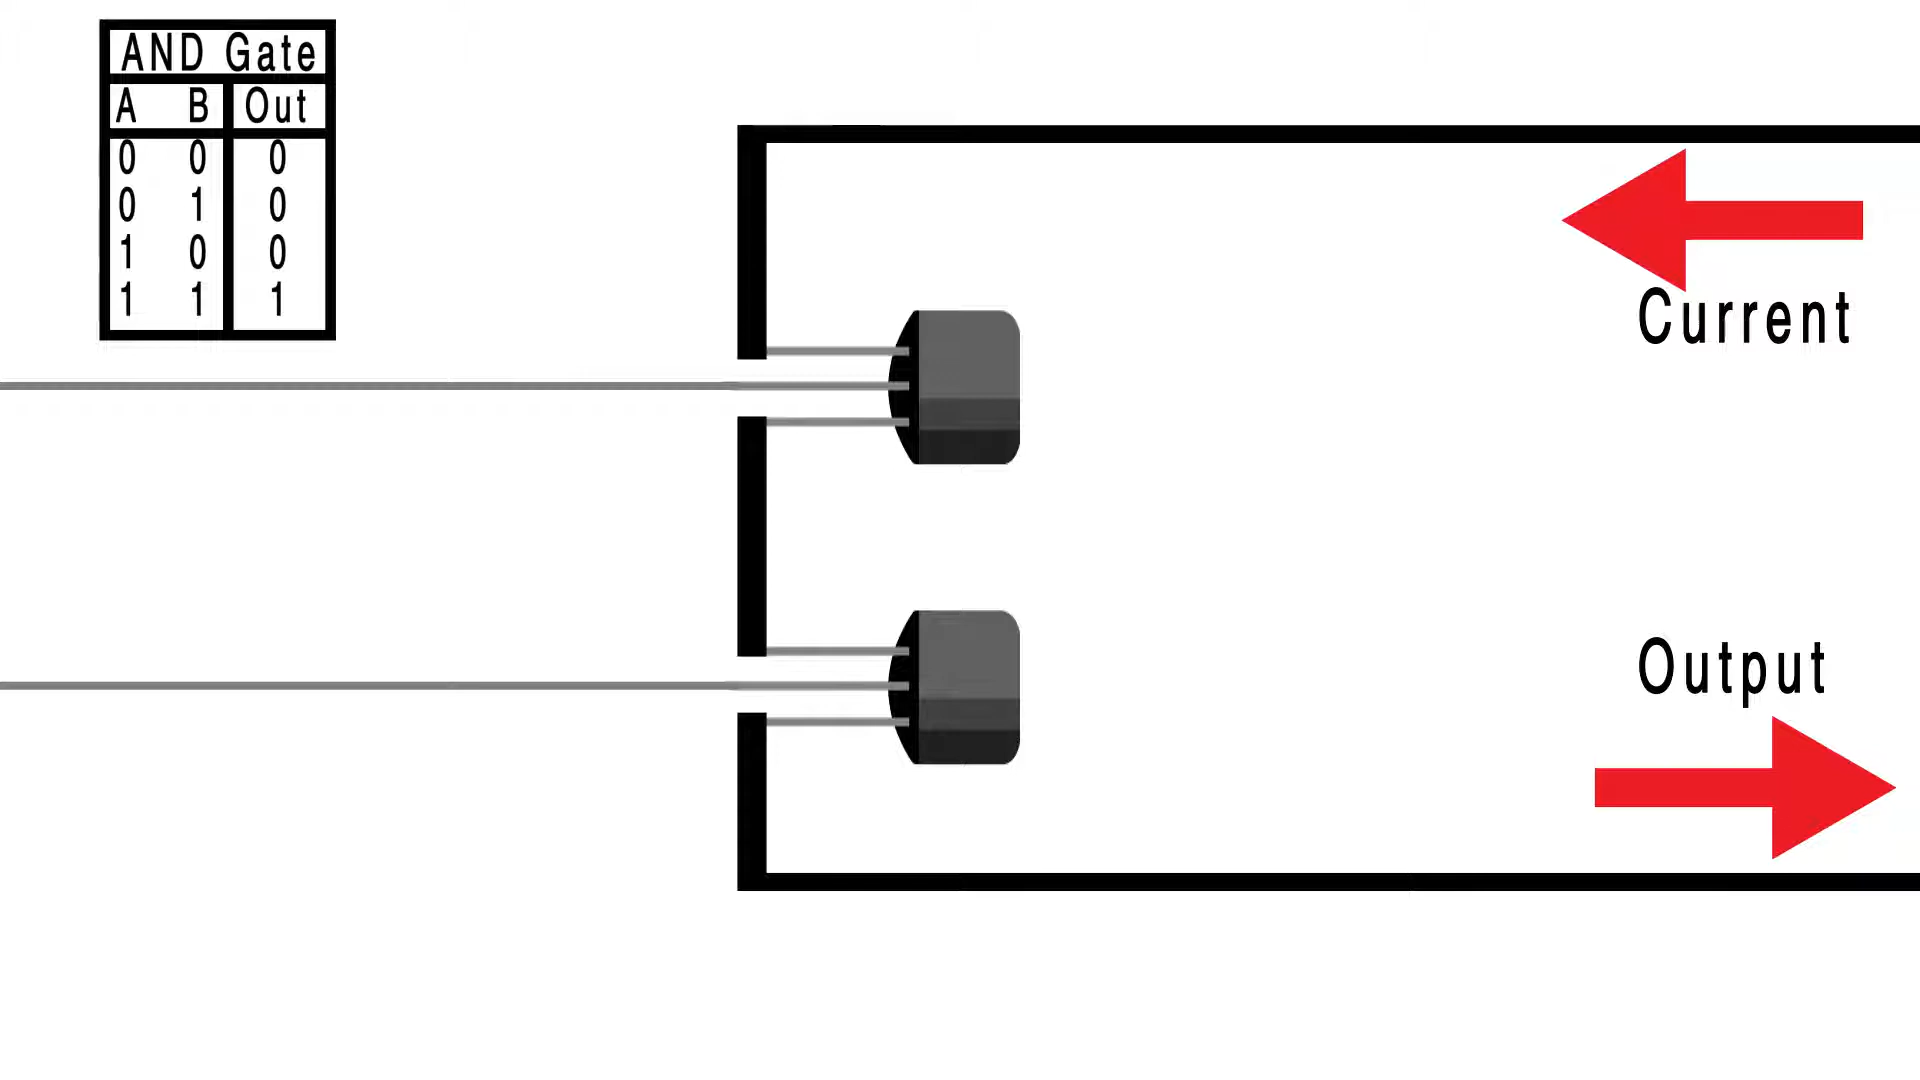 AND Gate
A B Out
0 0 0
0 1 0
1 0 0
1 1 1
Current
Output